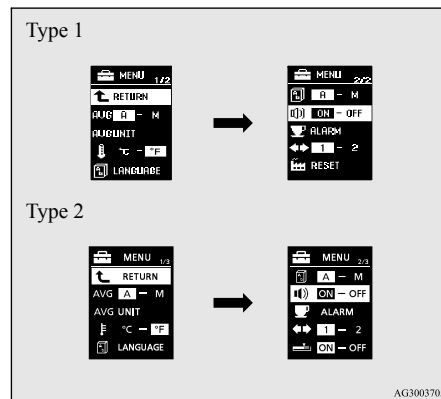 Type 1
MENU 1/2
RETURN
AVG A – M
AVG UNIT
°C – °F
LANGUAGE
MENU 2/2
A – M
ON – OFF
ALARM
1 – 2
RESET
Type 2
MENU 1/3
RETURN
AVG A – M
AVG UNIT
°C – °F
LANGUAGE
MENU 2/3
A – M
ON – OFF
ALARM
1 – 2
ON – OFF